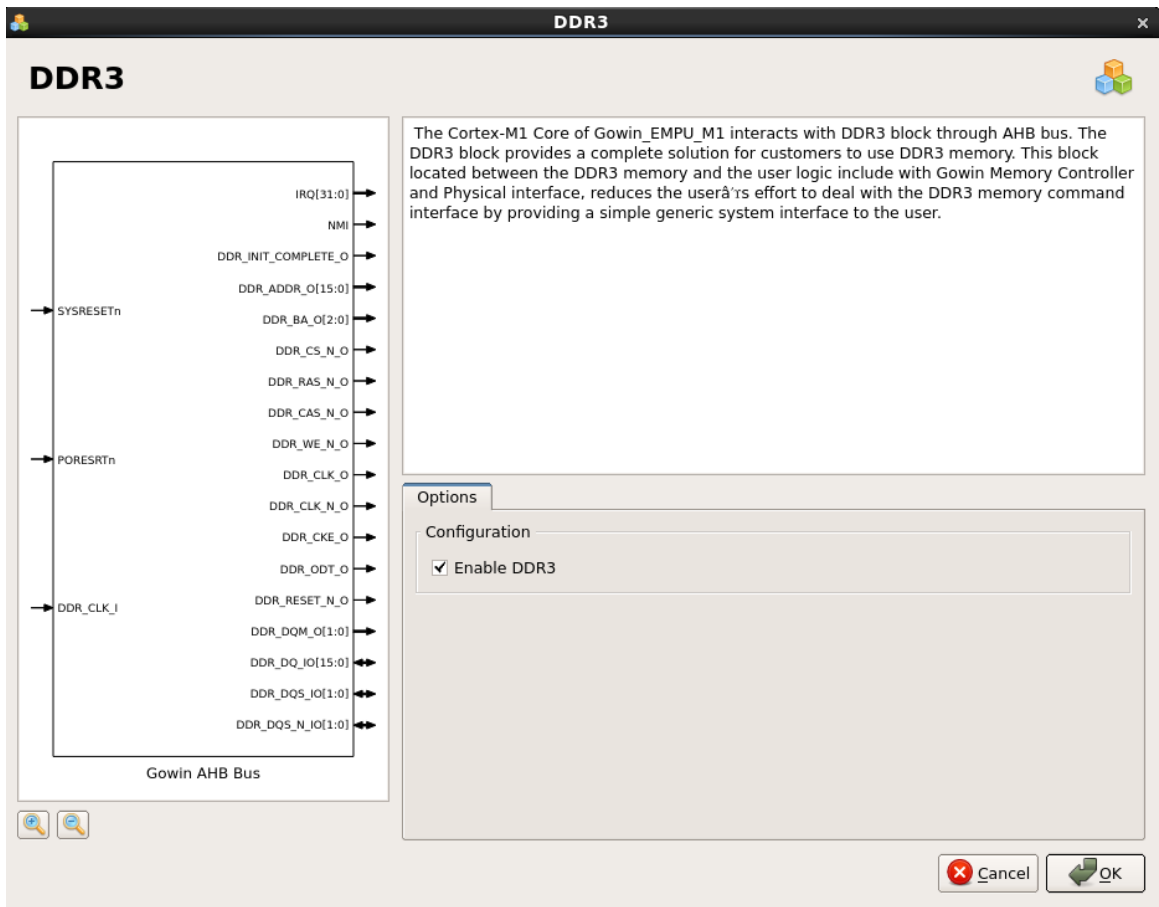 DDR3
DDR3
IRQ[31:0]
NMI
DDR_INIT_COMPLETE_O
DDR_ADDR_O[15:0]
SYSRESETn
DDR_BA_O[2:0]
DDR_CS_N_O
DDR_RAS_N_O
DDR_CAS_N_O
DDR_WE_N_O
PORESRTn
DDR_CLK_O
DDR_CLK_N_O
DDR_CKE_O
DDR_ODT_O
DDR_RESET_N_O
DDR_CLK_I
DDR_DQM_O[1:0]
DDR_DQ_IO[15:0]
DDR_DQS_IO[1:0]
DDR_DQS_N_IO[1:0]
Gowin AHB Bus
The Cortex-M1 Core of Gowin_EMPU_M1 interacts with DDR3 block through AHB bus. The
DDR3 block provides a complete solution for customers to use DDR3 memory. This block
located between the DDR3 memory and the user logic include with Gowin Memory Controller
and Physical interface, reduces the userâ′rs effort to deal with the DDR3 memory command
interface by providing a simple generic system interface to the user.
Options
Configuration
Enable DDR3
Cancel
OK